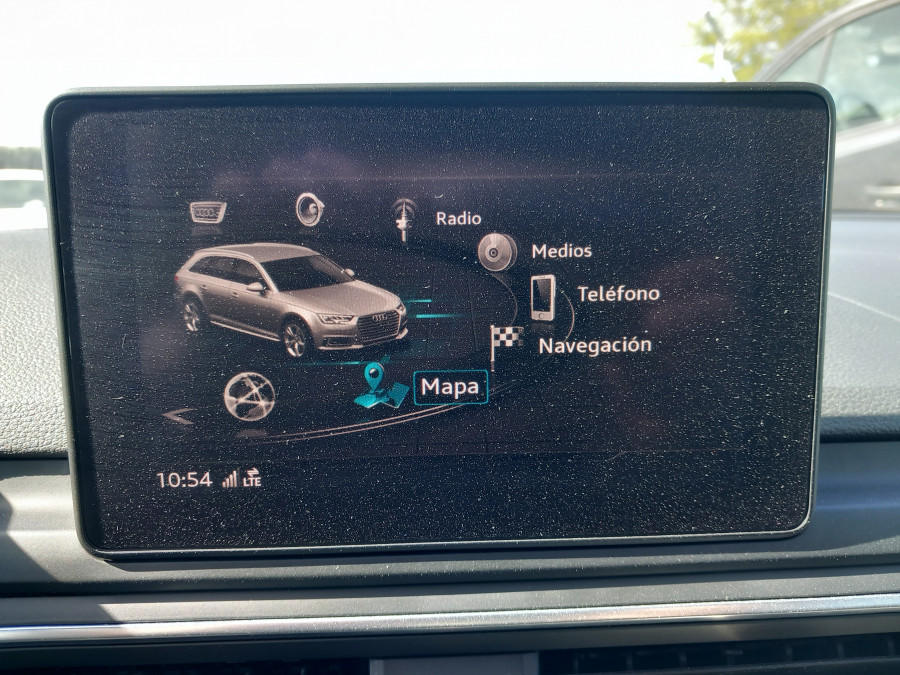 Radio
Medios
Teléfono
Navegación
Mapa
10:54 LTE